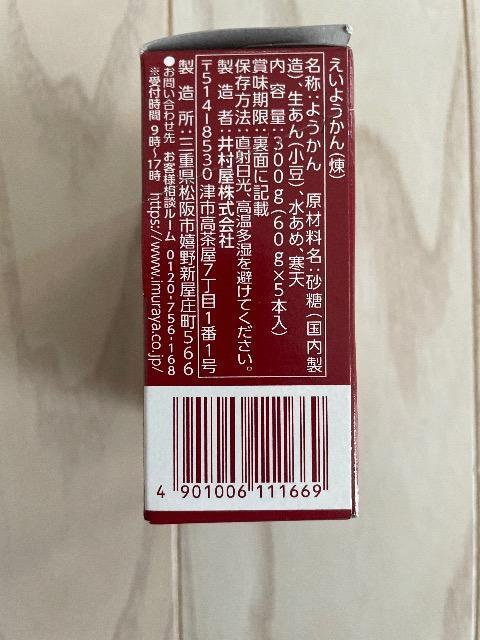 えいようかん(煉)
名称:ようかん　原材料名:砂糖(国内製
造)、生あん(小豆)、水あめ、寒天
内容量:300g(60g×5本入)
賞味期限:裏面に記載
保存方法:直射日光、高温多湿を避けてください。
製造者:井村屋株式会社
〒514-8530 津市高茶屋7丁目1番1号
製造所:三重県松阪市嬉野新屋庄町566
●お問い合わせ先 お客様相談ルーム 0120-756-168
※受付時間 9時～17時 https://www.imuraya.co.jp/
4 901006 111669